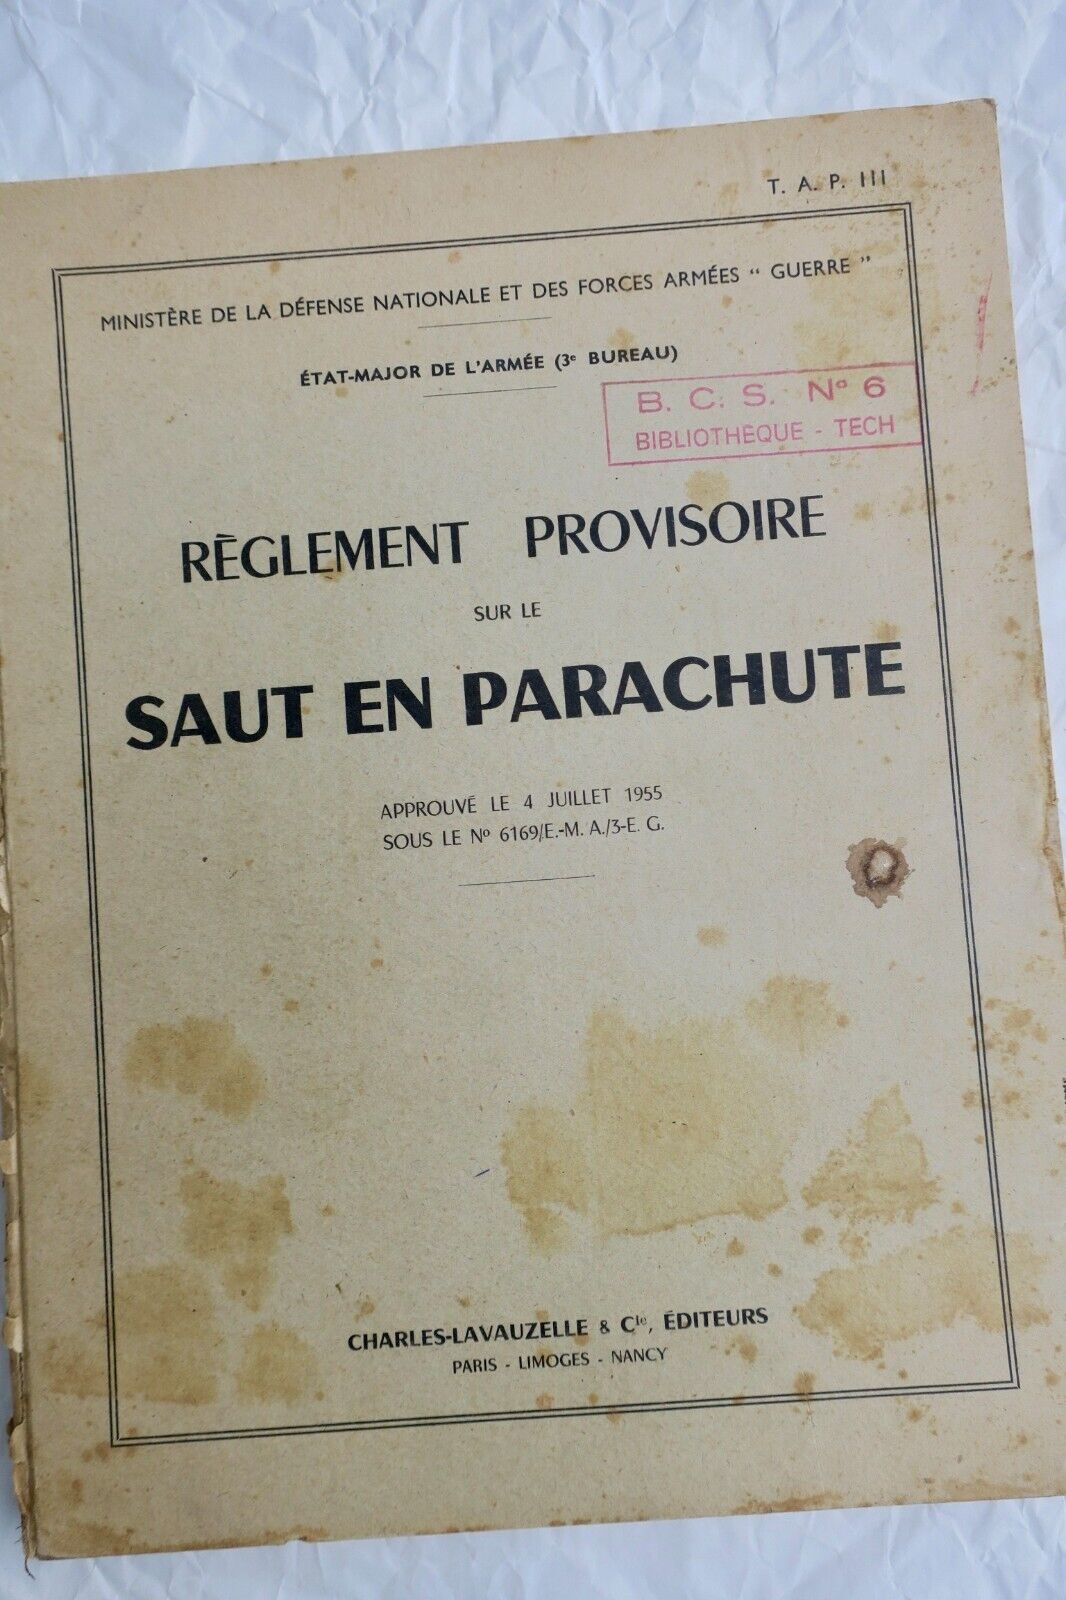 T. A. P. III
MINISTÈRE DE LA DÉFENSE NATIONALE ET DES FORCES ARMÉES “ GUERRE ”
ÉTAT-MAJOR DE L'ARMÉE (3e BUREAU)
B. C. S. No 6
BIBLIOTHÈQUE - TECH
RÈGLEMENT PROVISOIRE
SUR LE
SAUT EN PARACHUTE
APPROUVÉ LE 4 JUILLET 1955
SOUS LE No 6169/E.-M. A./3-E. G.
CHARLES-LAVAUZELLE & Cie, ÉDITEURS
PARIS - LIMOGES - NANCY